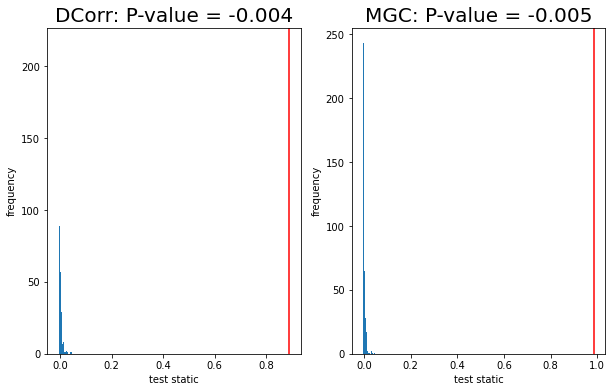 DCorr: P-value = -0.004
frequency
200
150
100
50
0
0.0 0.2 0.4 0.6 0.8
test static
MGC: P-value = -0.005
frequency
250
200
150
100
50
0
0.0 0.2 0.4 0.6 0.8 1.0
test static